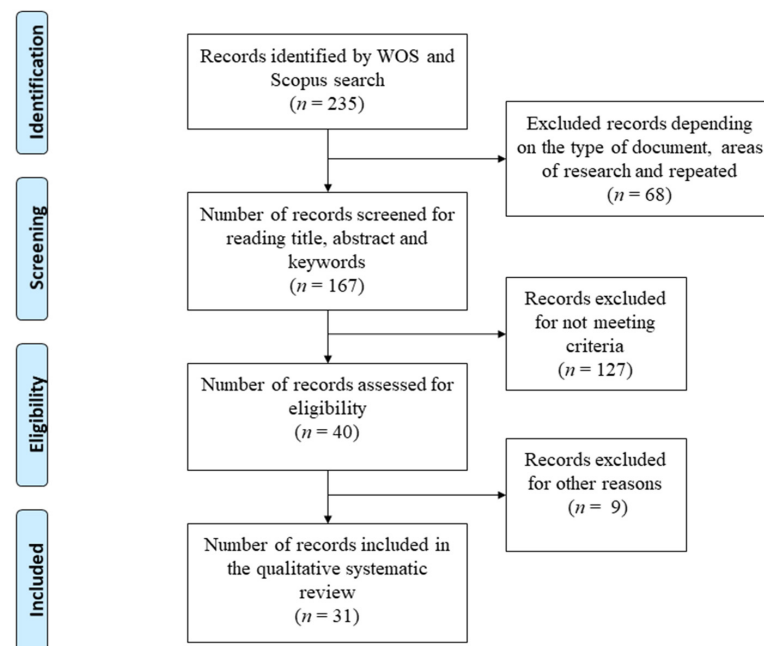 Identification
Records identified by WOS and
Scopus search
(n = 235)
Excluded records depending
on the type of document, areas
of research and repeated
(n = 68)
Screening
Number of records screened for
reading title, abstract and
keywords
(n = 167)
Records excluded
for not meeting
criteria
(n = 127)
Eligibility
Number of records assessed for
eligibility
(n = 40)
Records excluded
for other reasons
(n = 9)
Included
Number of records included in
the qualitative systematic
review
(n = 31)